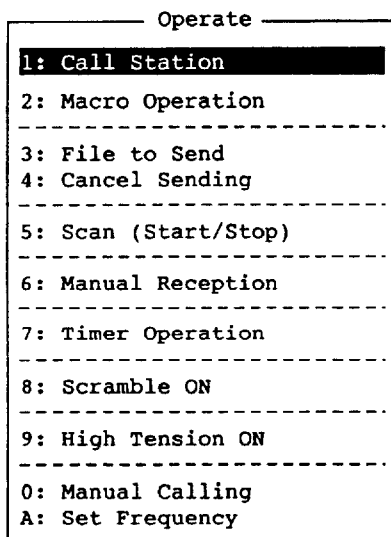 Operate
1: Call Station
2: Macro Operation
3: File to Send
4: Cancel Sending
5: Scan (Start/Stop)
6: Manual Reception
7: Timer Operation
8: Scramble ON
9: High Tension ON
0: Manual Calling
A: Set Frequency